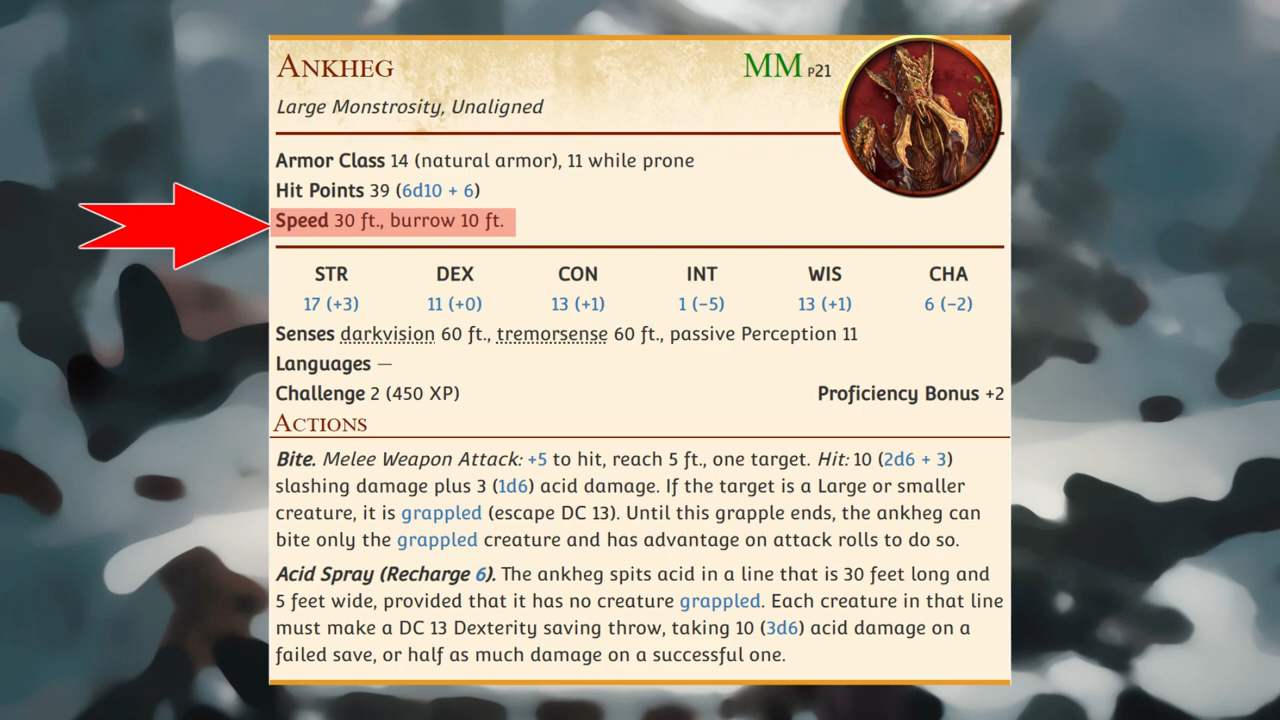 Ankheg
MM p21
Large Monstrosity, Unaligned
Armor Class 14 (natural armor), 11 while prone
Hit Points 39 (6d10 + 6)
Speed 30 ft., burrow 10 ft.
STR DEX CON INT WIS CHA
17 (+3) 11 (+0) 13 (+1) 1 (−5) 13 (+1) 6 (−2)
Senses darkvision 60 ft., tremorsense 60 ft., passive Perception 11
Languages —
Challenge 2 (450 XP) Proficiency Bonus +2
Actions
Bite. Melee Weapon Attack: +5 to hit, reach 5 ft., one target. Hit: 10 (2d6 + 3)
slashing damage plus 3 (1d6) acid damage. If the target is a Large or smaller
creature, it is grappled (escape DC 13). Until this grapple ends, the ankheg can
bite only the grappled creature and has advantage on attack rolls to do so.
Acid Spray (Recharge 6). The ankheg spits acid in a line that is 30 feet long and
5 feet wide, provided that it has no creature grappled. Each creature in that line
must make a DC 13 Dexterity saving throw, taking 10 (3d6) acid damage on a
failed save, or half as much damage on a successful one.